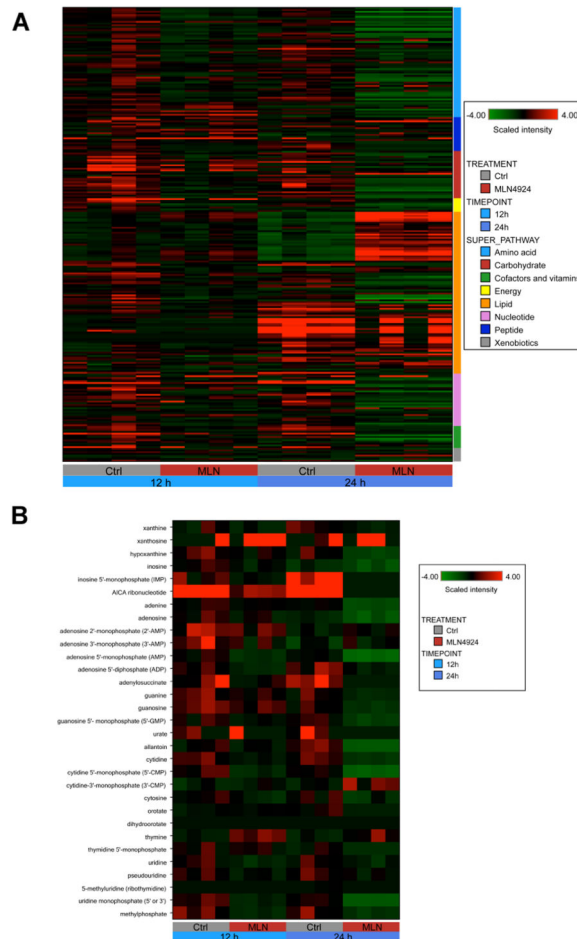 A
-4.00
4.00
Scaled intensity
TREATMENT
Ctrl
MLN4924
TIMEPOINT
12h
24h
SUPER_PATHWAY
Amino acid
Carbohydrate
Cofactors and vitamins
Energy
Lipid
Nucleotide
Peptide
Xenobiotics
Ctrl MLN Ctrl MLN
12 h 24 h
B
xanthine
xanthosine
hypoxanthine
inosine
inosine 5'-monophosphate (IMP)
AICA ribonucleotide
adenine
adenosine
adenosine 2'-monophosphate (2'-AMP)
adenosine 3'-monophosphate (3'-AMP)
adenosine 5'-monophosphate (AMP)
adenosine 5'-diphosphate (ADP)
adenylosuccinate
guanine
guanosine
guanosine 5'- monophosphate (5'-GMP)
urate
allantoin
cytidine
cytidine 5'-monophosphate (5'-CMP)
cytidine-3'-monophosphate (3'-CMP)
cytosine
orotate
dihydroorotate
thymine
thymidine 5'-monophosphate
uridine
pseudouridine
5-methyluridine (ribothymidine)
uridine monophosphate (5' or 3')
methylphosphate
-4.00
4.00
Scaled intensity
TREATMENT
Ctrl
MLN4924
TIMEPOINT
12h
24h
Ctrl MLN Ctrl MLN
12 h 24 h